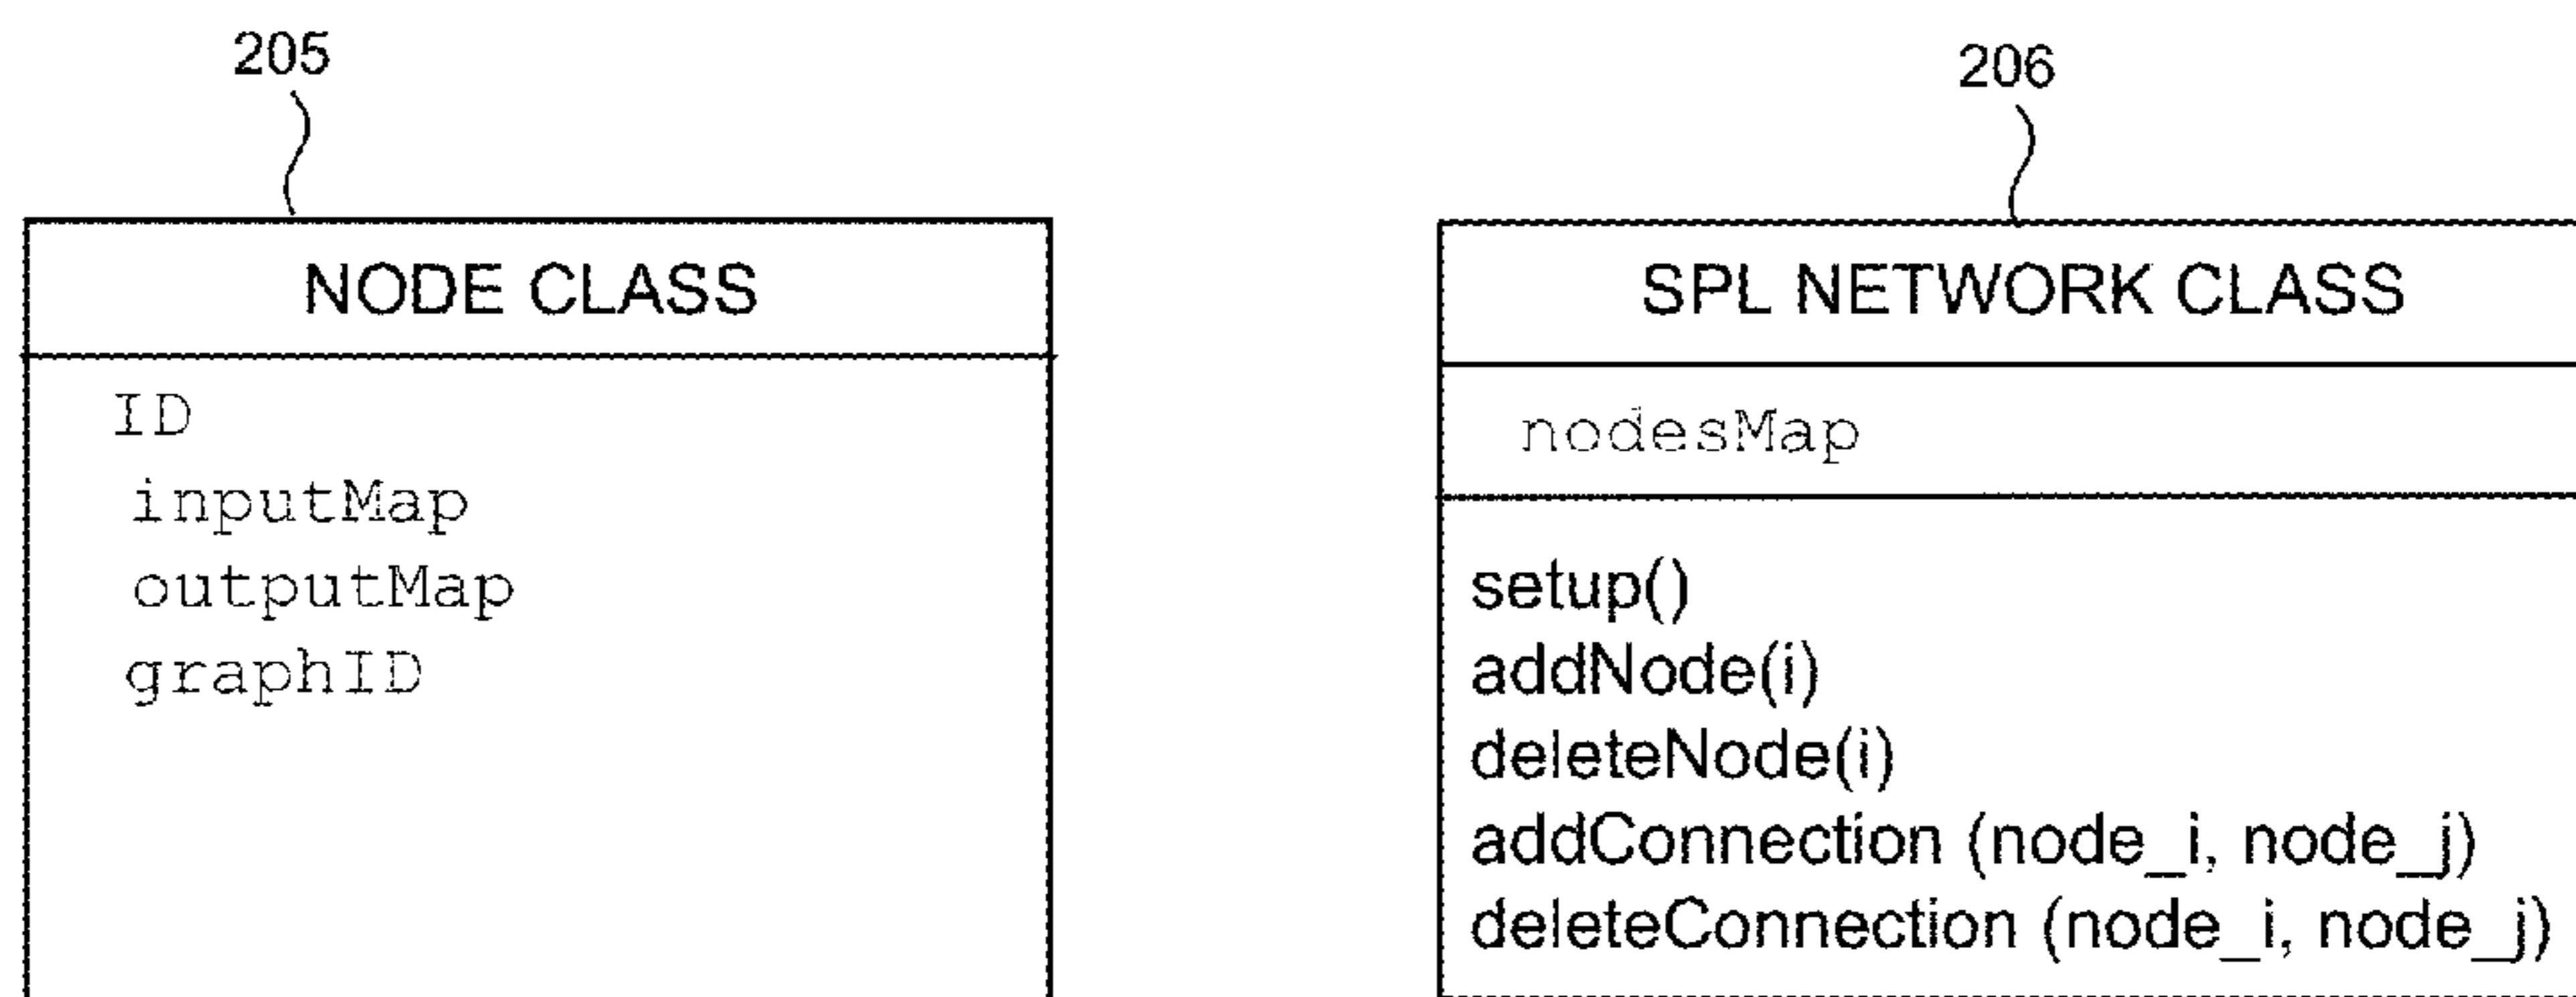 205
NODE CLASS
ID
inputMap
outputMap
graphID
206
SPL NETWORK CLASS
nodesMap
setup()
addNode(i)
deleteNode(i)
addConnection (node_i, node_j)
deleteConnection (node_i, node_j)